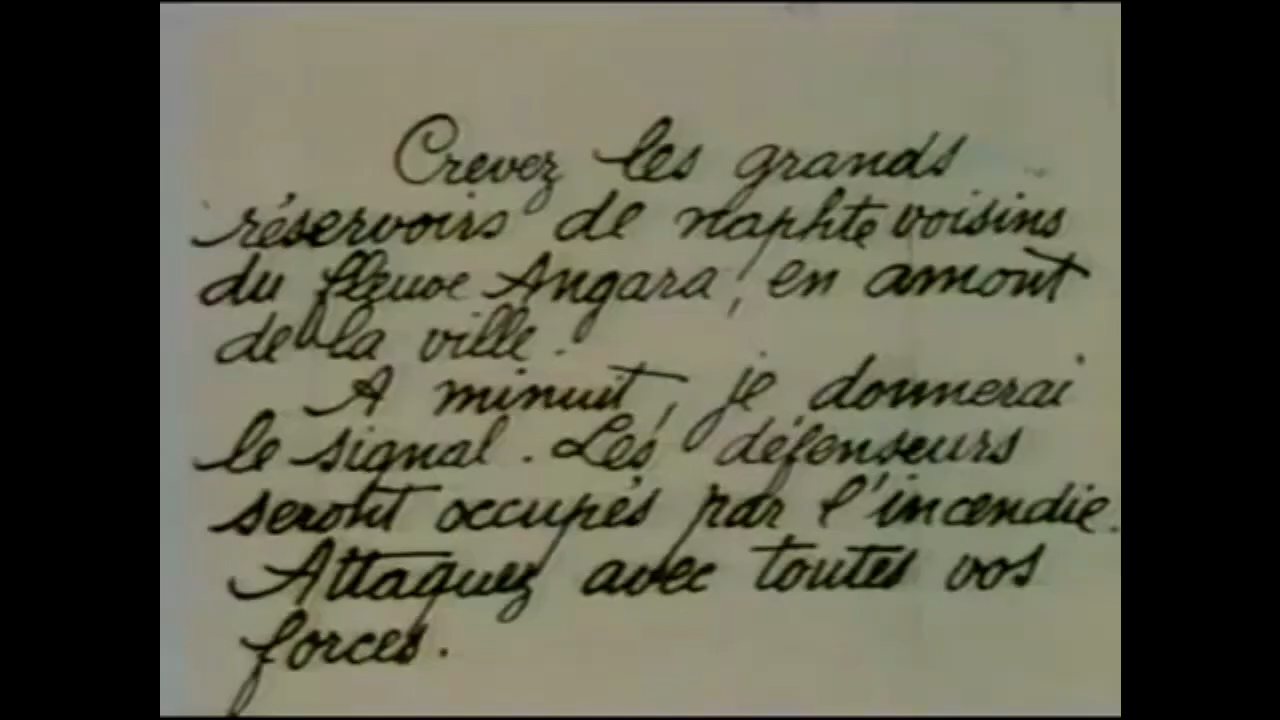 Crevez les grands
réservoirs de naphte voisins
du fleuve Angara, en amont
de la ville.
A minuit, je donnerai
le signal. Les défenseurs
seront occupés par l'incendie.
Attaquez avec toutes vos
forces.